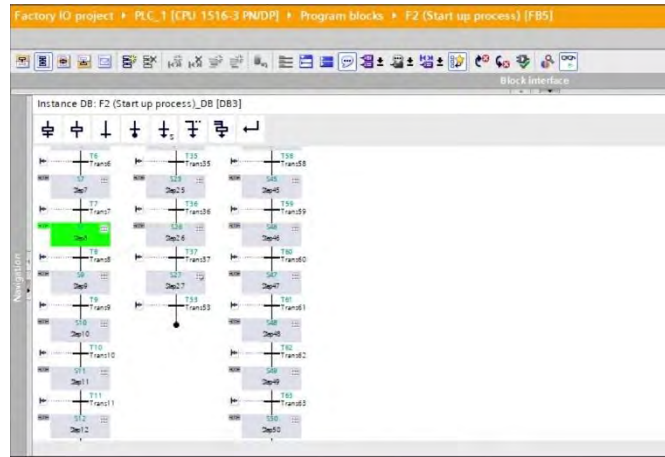 Factory IO project ▸ PLC_1 [CPU 1516-3 PN/DP] ▸ Program blocks ▸ F2 (Start up process) [FB5]
Block interface
Instance DB: F2 (Start up process)_DB [DB3]
Navigation
T6 T35 T58
Trans6 Trans35 Trans58
S7 S25 S45
Step7 Step25 Step45
T7 T36 T59
Trans7 Trans36 Trans59
S26 S46
Step8 Step26 Step46
T8 T37 T60
Trans8 Trans37 Trans60
S9 S27 S47
Step9 Step27 Step47
T9 T53 T61
Trans9 Trans53 Trans61
S10 S48
Step10 Step48
T10 T62
Trans10 Trans62
S11 S49
Step11 Step49
T11 T63
Trans11 Trans63
S12 S50
Step12 Step50